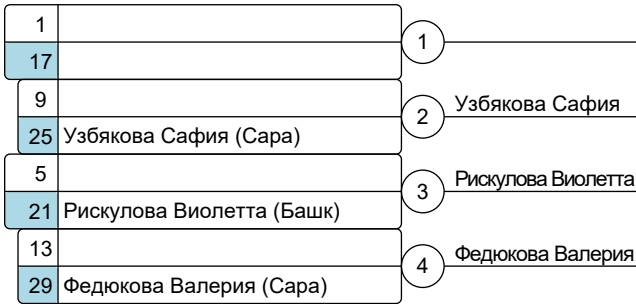 1
17
1
9
25 Узбякова Сафия (Сара)
2 Узбякова Сафия
5
21 Рискулова Виолетта (Башк)
3 Рискулова Виолетта
13
29 Федюкова Валерия (Сара)
4 Федюкова Валерия